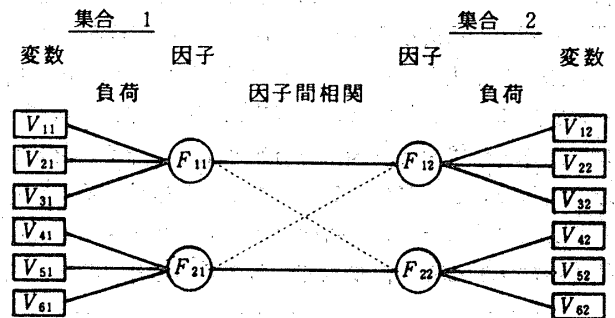 集合 1 集合 2
変数 因子 因子 変数
負荷 因子間相関 負荷
V11 V12
V21 F11 F12 V22
V31 V32
V41 V42
V51 F21 F22 V52
V61 V62